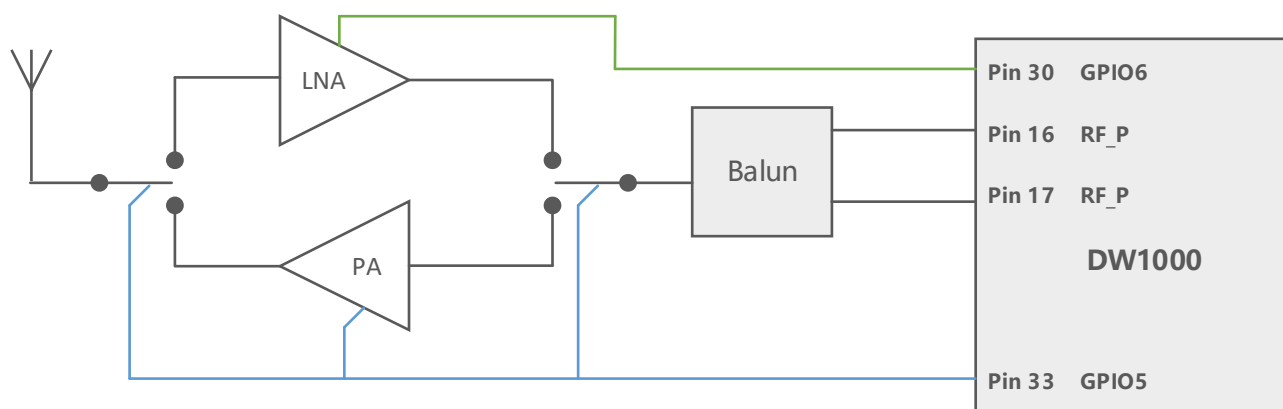 LNA
Pin 30 GPIO6
Pin 16 RF_P
Balun
Pin 17 RF_P
DW1000
PA
Pin 33 GPIO5